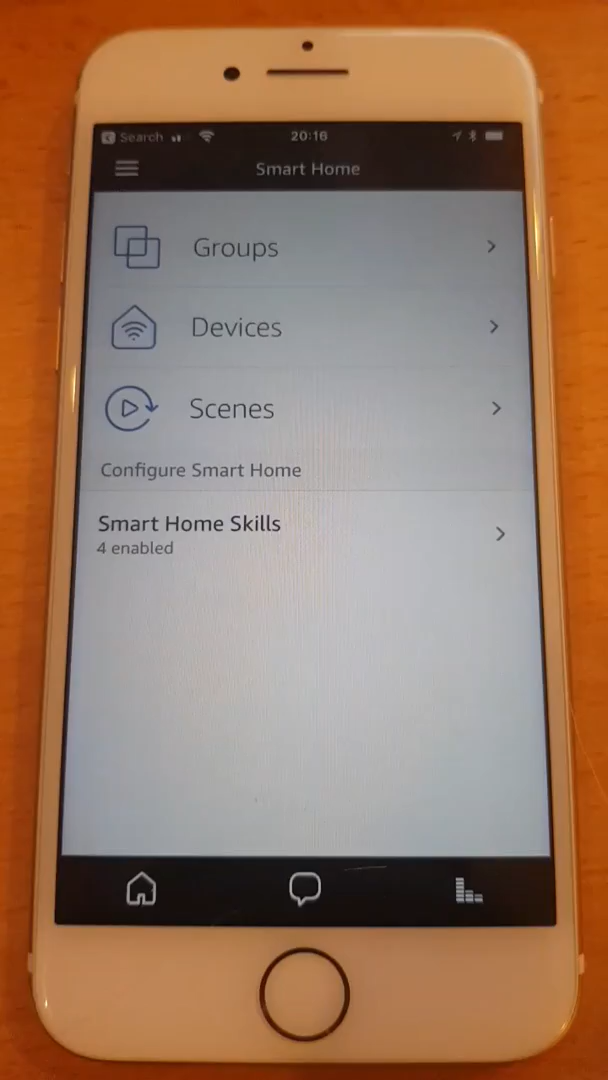 Search 20:16
Smart Home
Groups
Devices
Scenes
Configure Smart Home
Smart Home Skills
4 enabled